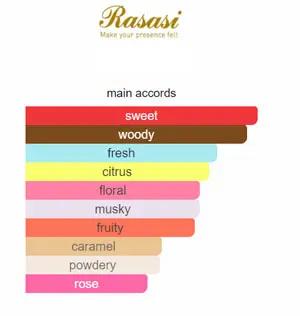 Rasasi
Make your presence felt
main accords
sweet
woody
fresh
citrus
floral
musky
fruity
caramel
powdery
rose